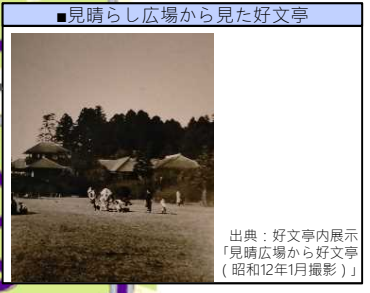 ■見晴らし広場から見た好文亭
出典：好文亭内展示
「見晴広場から好文亭
(昭和12年1月撮影)」